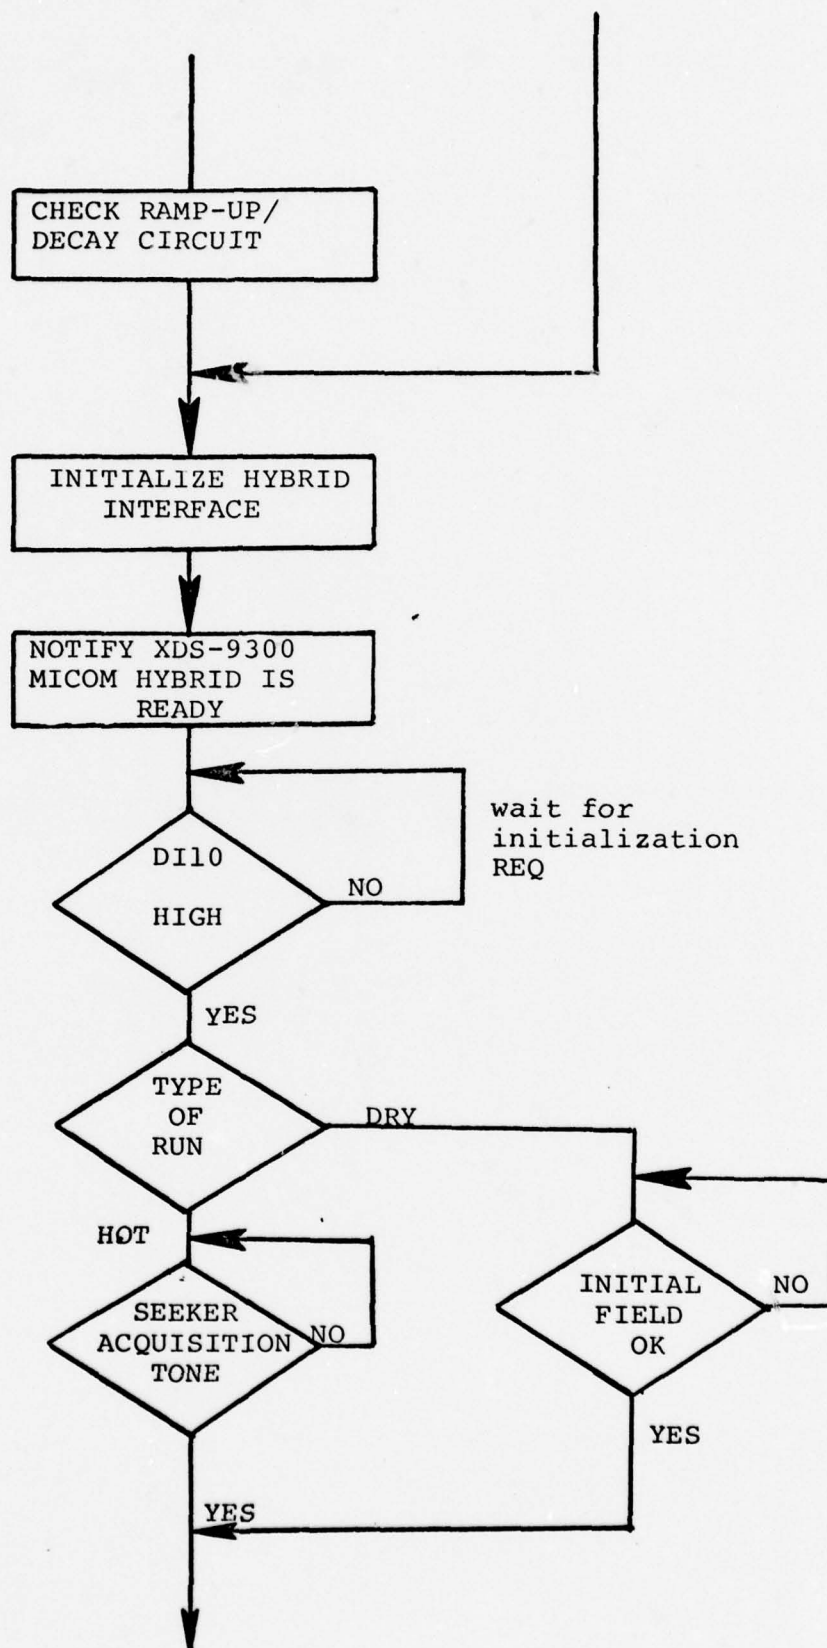 CHECK RAMP-UP/
DECAY CIRCUIT
INITIALIZE HYBRID
INTERFACE
NOTIFY XDS-9300
MICOM HYBRID IS
READY
wait for
initialization
REQ
DI10
HIGH
NO
YES
TYPE
OF
RUN
DRY
HOT
SEEKER
ACQUISITION
TONE
NO
INITIAL
FIELD
OK
NO
YES
YES